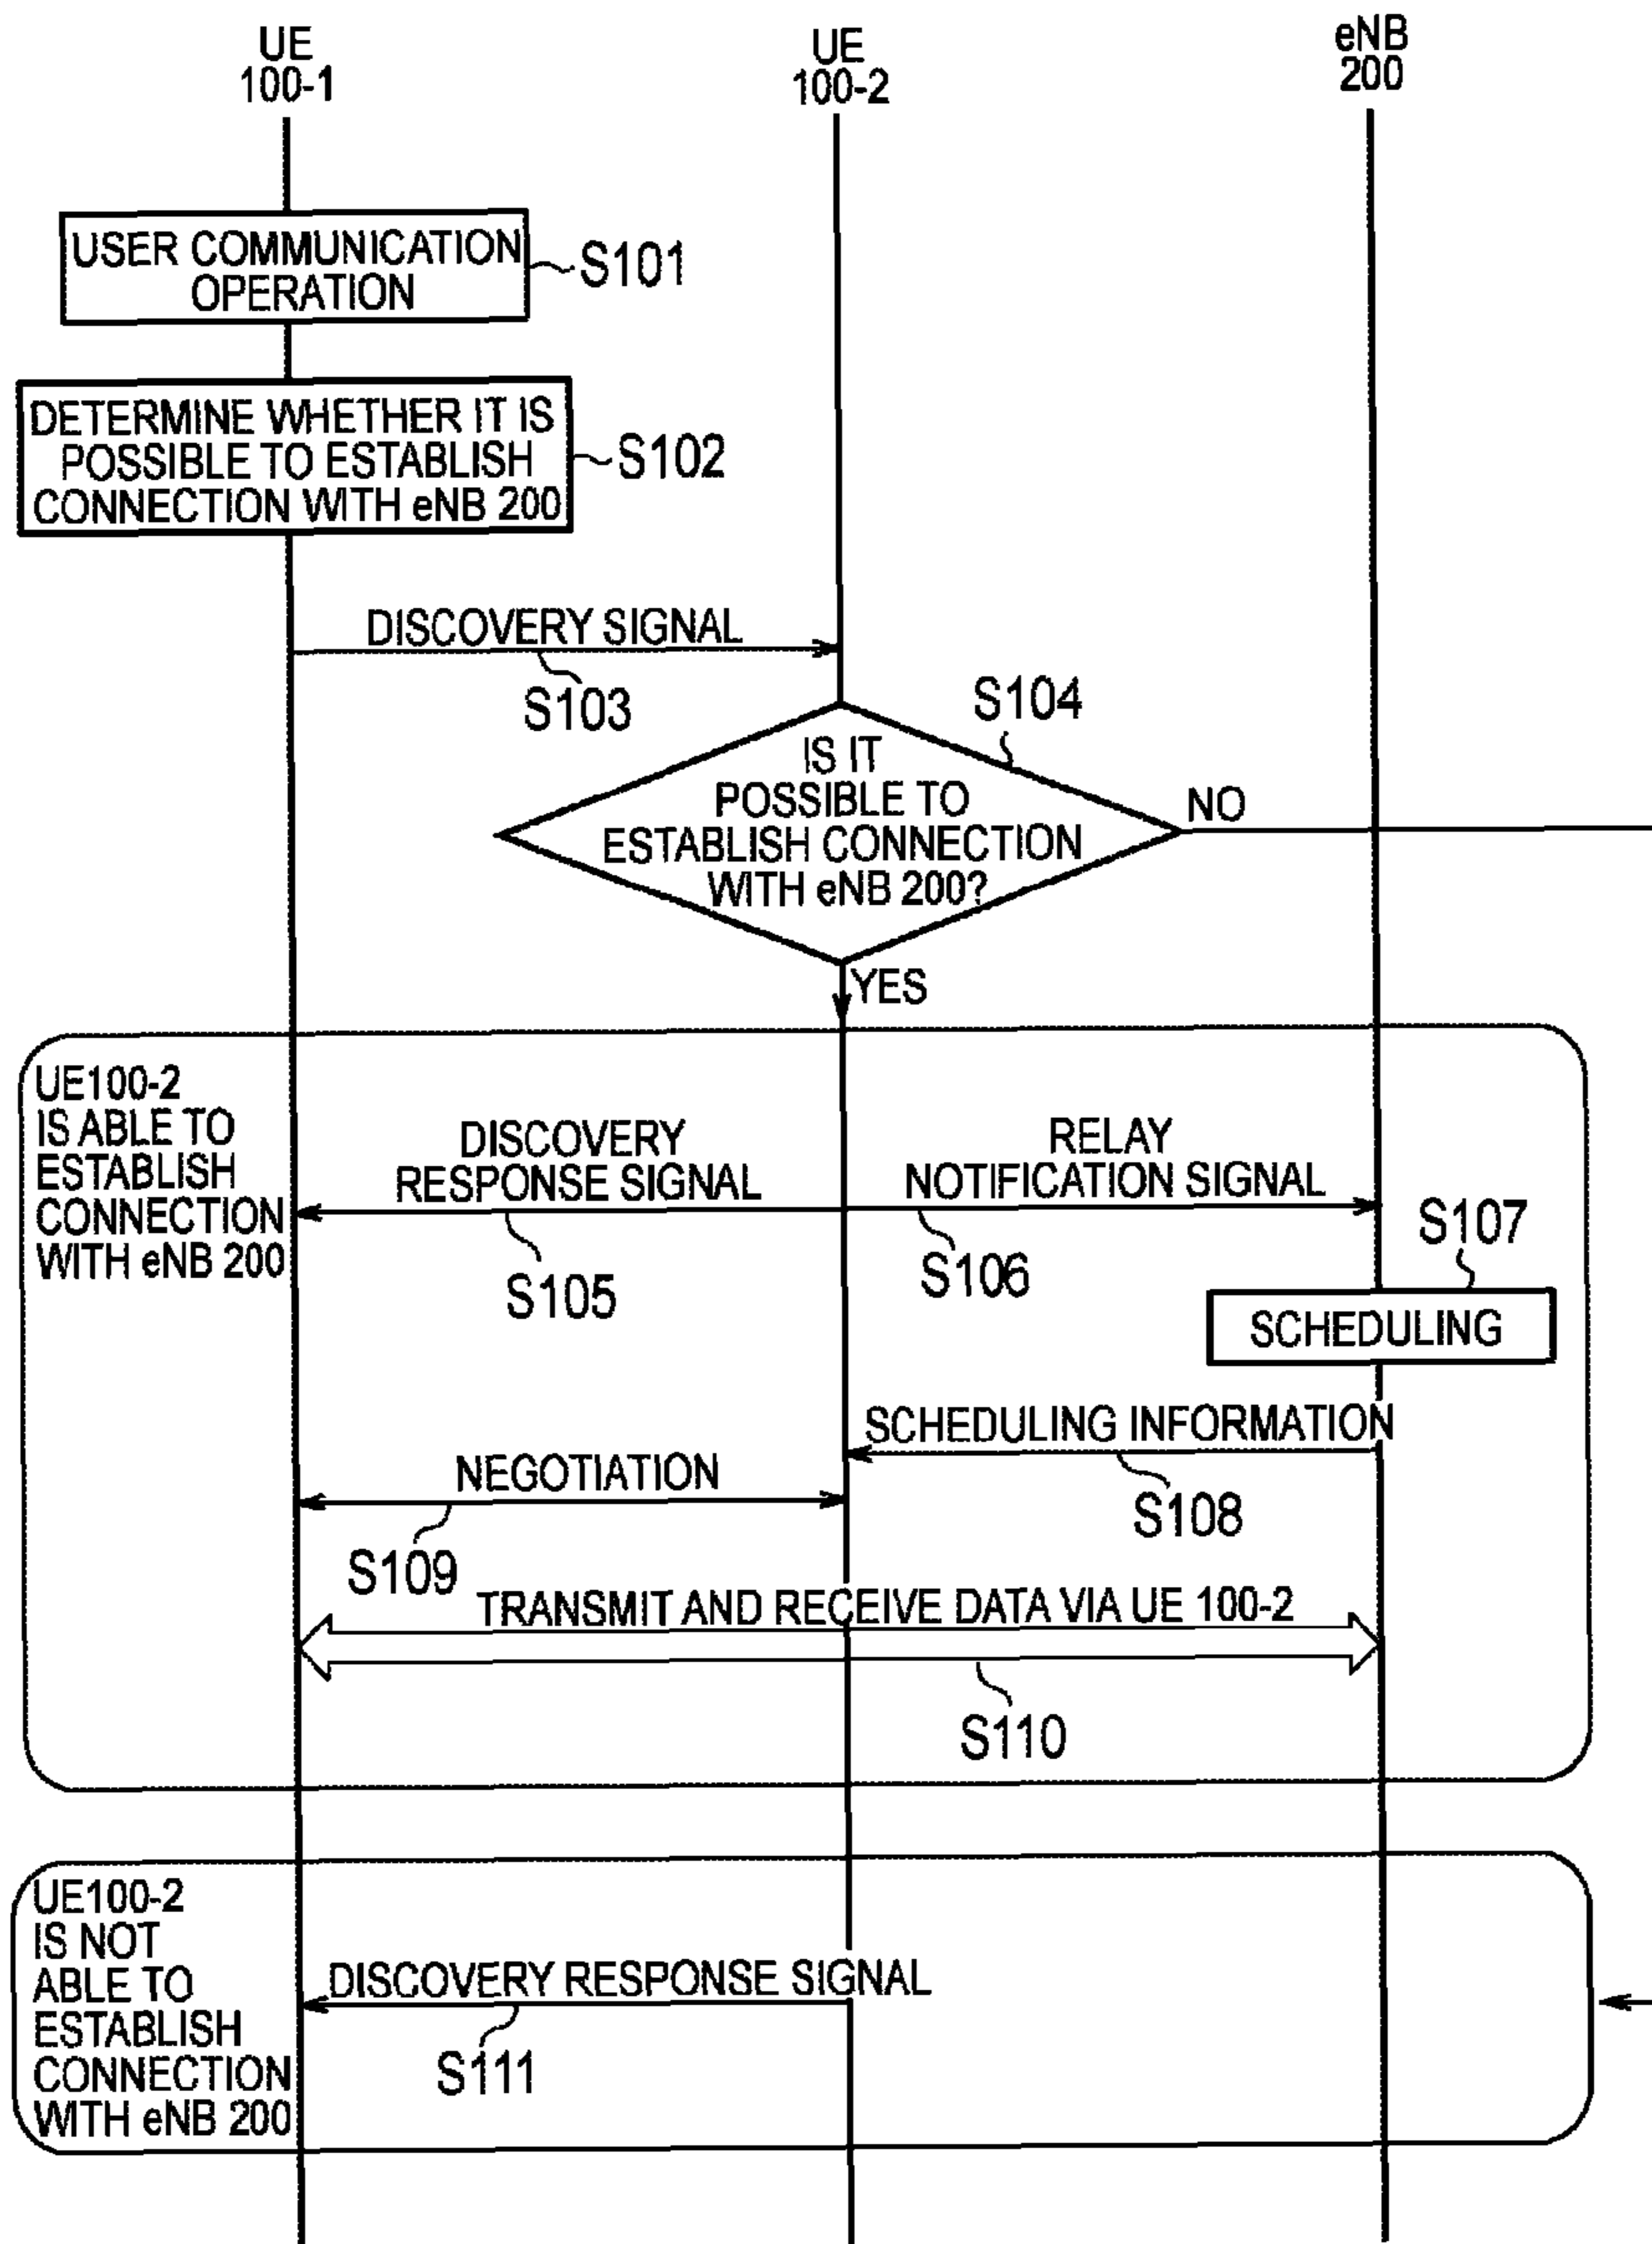 UE
100-1
UE
100-2
eNB
200
USER COMMUNICATION
OPERATION
S101
DETERMINE WHETHER IT IS
POSSIBLE TO ESTABLISH
CONNECTION WITH eNB 200
S102
DISCOVERY SIGNAL
S103
S104
IS IT
POSSIBLE TO
ESTABLISH CONNECTION
WITH eNB 200?
NO
YES
UE100-2
IS ABLE TO
ESTABLISH
CONNECTION
WITH eNB 200
DISCOVERY
RESPONSE SIGNAL
S105
RELAY
NOTIFICATION SIGNAL
S106
S107
SCHEDULING
SCHEDULING INFORMATION
S108
NEGOTIATION
S109
TRANSMIT AND RECEIVE DATA VIA UE 100-2
S110
UE100-2
IS NOT
ABLE TO
ESTABLISH
CONNECTION
WITH eNB 200
DISCOVERY RESPONSE SIGNAL
S111